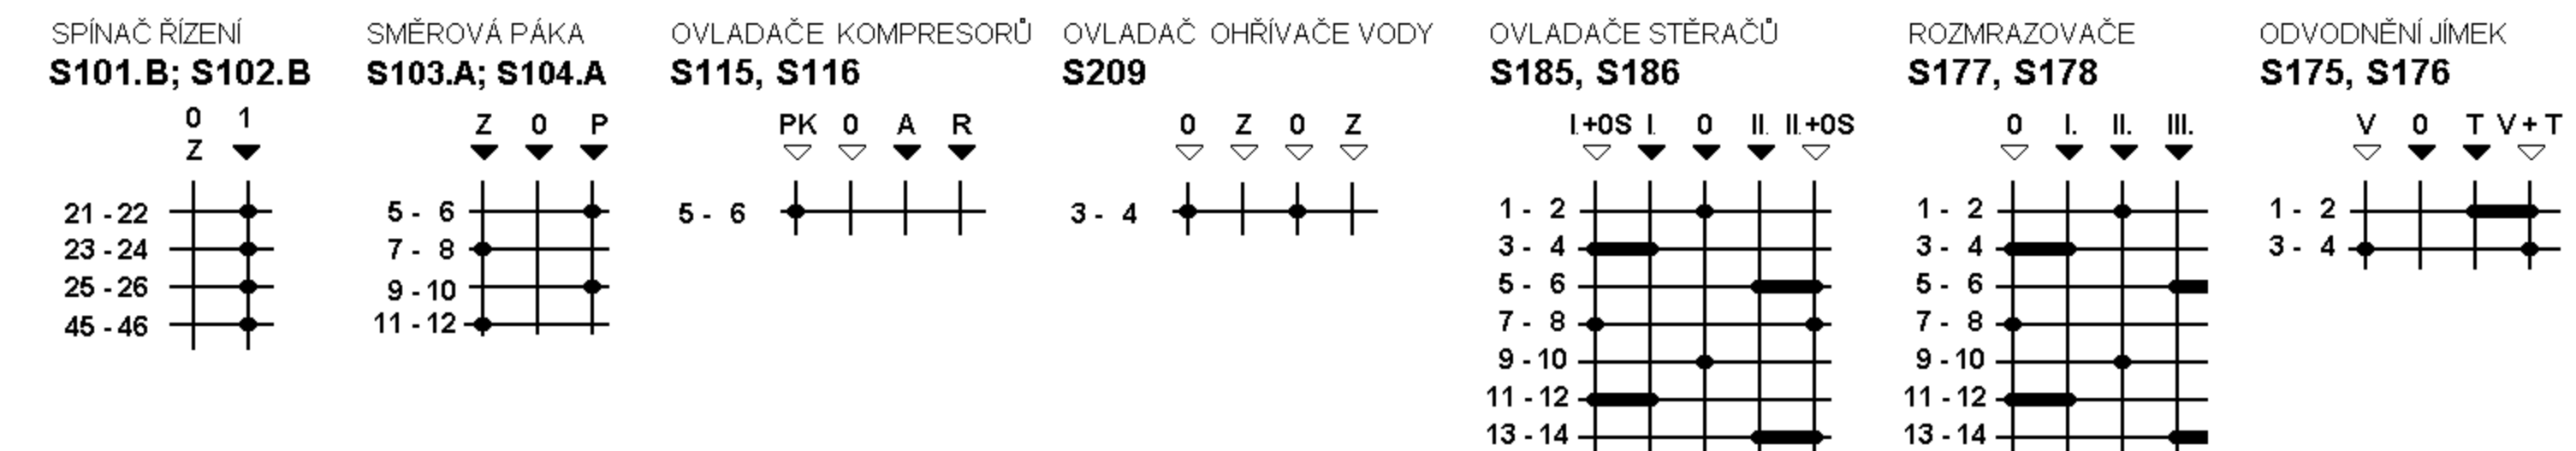 SPÍNAČ ŘÍZENÍ
S101.B; S102.B
0 1
Z
21 - 22
23 - 24
25 - 26
45 - 46
SMĚROVÁ PÁKA
S103.A; S104.A
Z 0 P
5 - 6
7 - 8
9 - 10
11 - 12
OVLADAČE KOMPRESORŮ
S115, S116
PK 0 A R
5 - 6
OVLADAČ OHŘÍVAČE VODY
S209
0 Z 0 Z
3 - 4
OVLADAČE STĚRAČŮ
S185, S186
I.+0S I. 0 II. II.+0S
1 - 2
3 - 4
5 - 6
7 - 8
9 - 10
11 - 12
13 - 14
ROZMRAZOVAČE
S177, S178
0 I. II. III.
1 - 2
3 - 4
5 - 6
7 - 8
9 - 10
11 - 12
13 - 14
ODVODNĚNÍ JÍMEK
S175, S176
V 0 T V + T
1 - 2
3 - 4